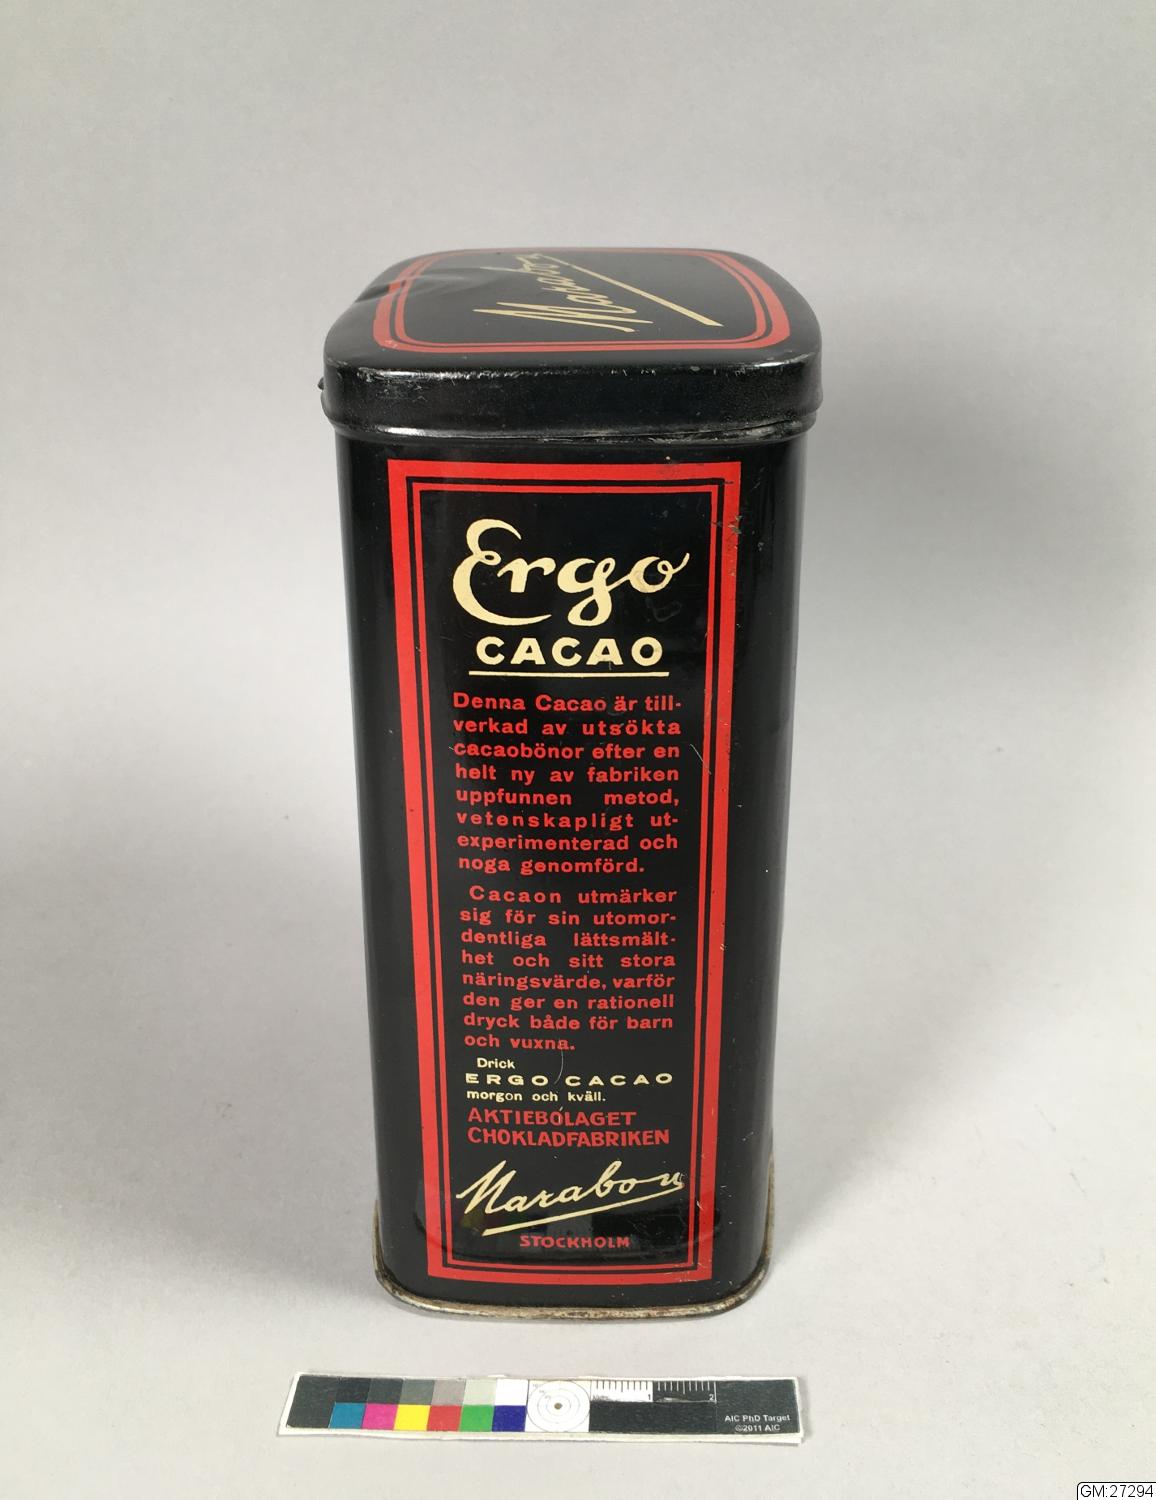 Marabou
Ergo
CACAO
Denna Cacao är till-
verkad av utsökta
cacaobönor efter en
helt ny av fabriken
uppfunnen metod,
vetenskapligt ut-
experimenterad och
noga genomförd.
Cacaon utmärker
sig för sin utomor-
dentliga lättsmält-
het och sitt stora
näringsvärde, varför
den ger en rationell
dryck både för barn
och vuxna.
Drick
ERGO CACAO
morgon och kväll.
AKTIEBOLAGET
CHOKLADFABRIKEN
Marabou
STOCKHOLM
1 2
AIC PhD Target
©2011 AIC
GM:27294